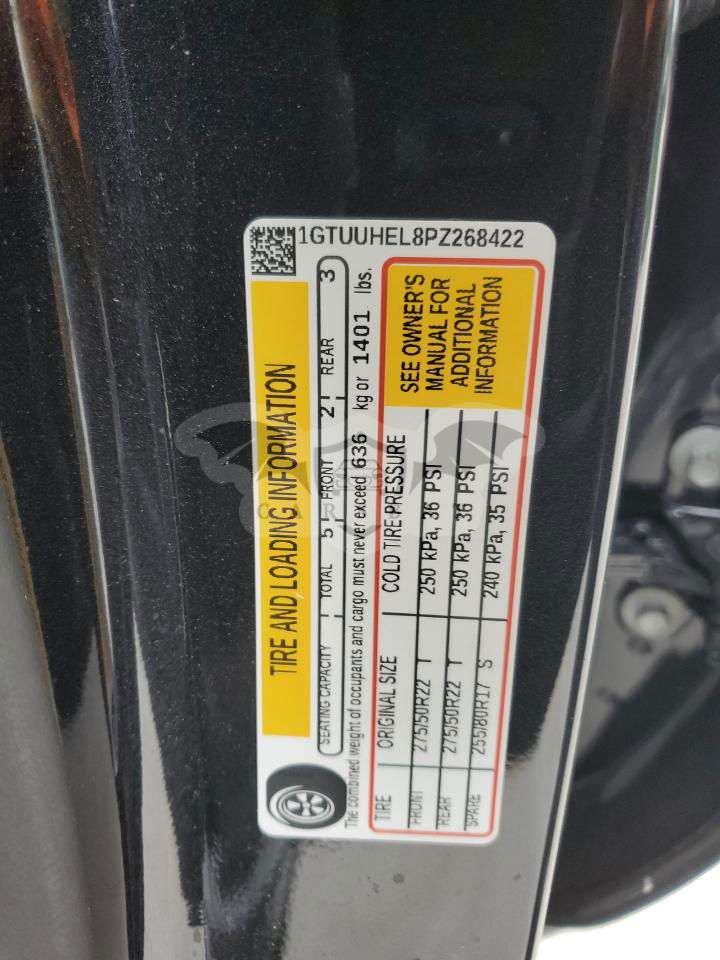 1GTUUHEL8PZ268422
TIRE AND LOADING INFORMATION
SEATING CAPACITY TOTAL 5 FRONT 2 REAR 3
The combined weight of occupants and cargo must never exceed 636 kg or 1401 lbs.
TIRE ORIGINAL SIZE COLD TIRE PRESSURE
FRONT 275/50R22 T 250 kPa, 36 PSI
REAR 275/50R22 T 250 kPa, 36 PSI
SPARE 255/80R17 S 240 kPa, 35 PSI
SEE OWNER'S
MANUAL FOR
ADDITIONAL
INFORMATION